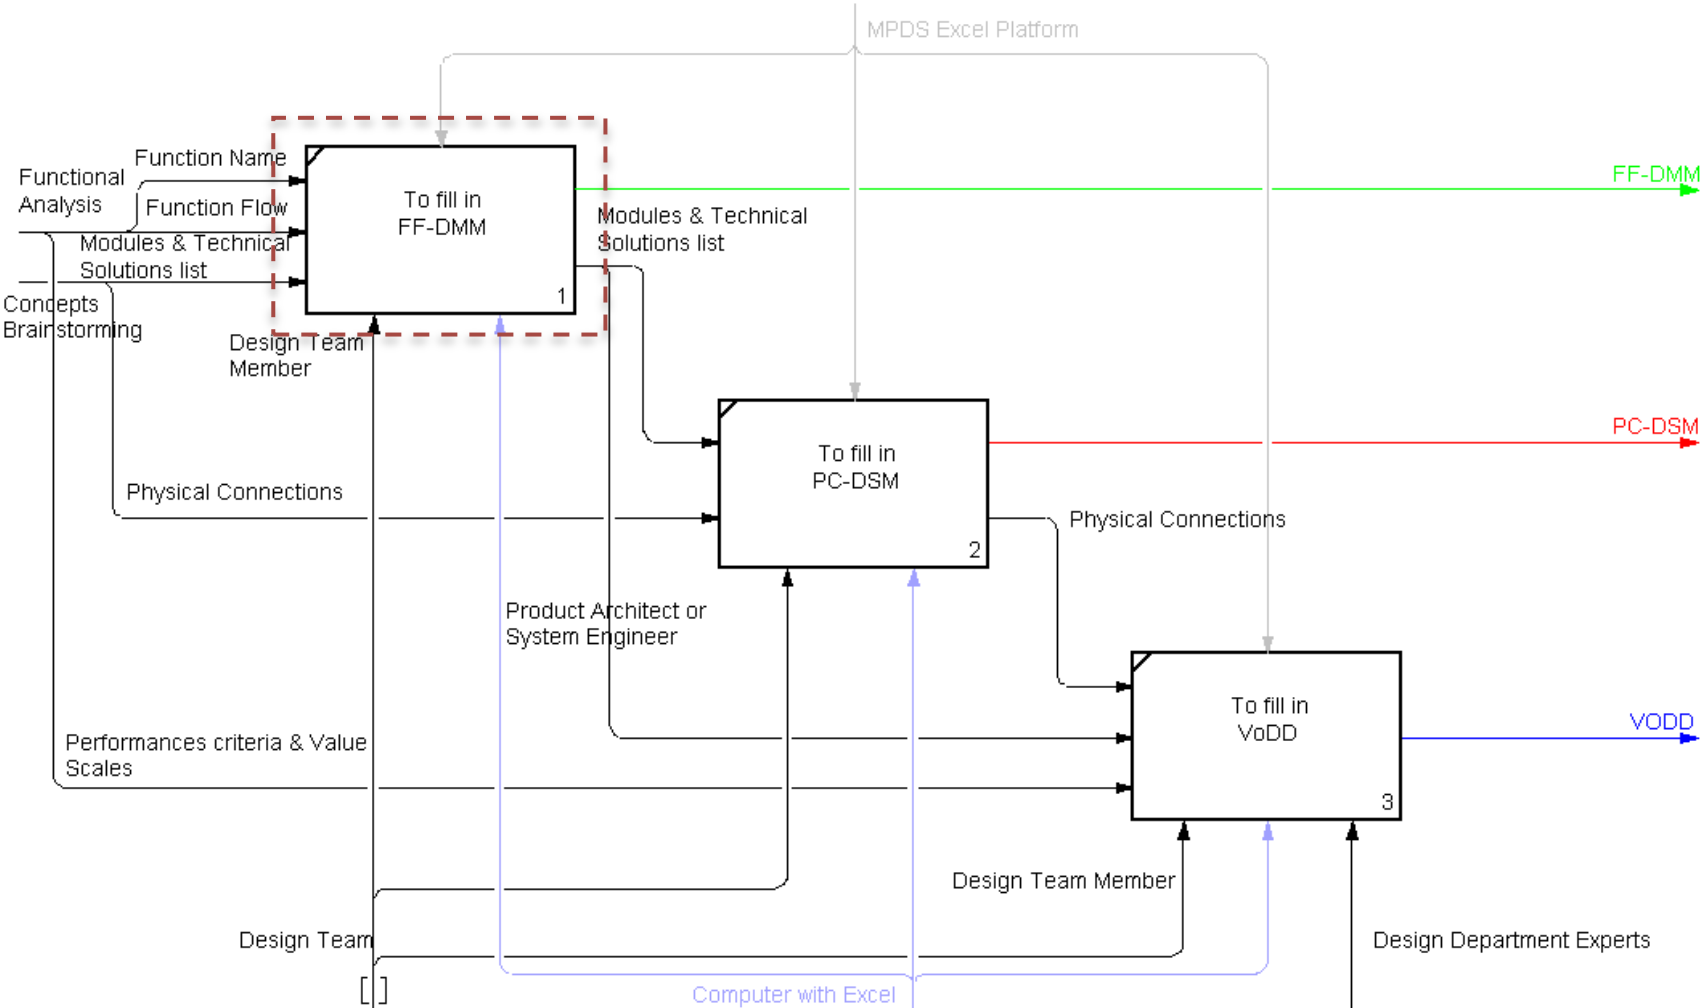 MPDS Excel Platform
Function Name
Functional
Analysis
Function Flow
Modules & Technical
Solutions list
Concepts
Brainstorming
To fill in
FF-DMM
1
FF-DMM
Modules & Technical
Solutions list
Design Team
Member
To fill in
PC-DSM
2
PC-DSM
Physical Connections
Physical Connections
Product Architect or
System Engineer
To fill in
VoDD
3
VODD
Performances criteria & Value
Scales
Design Team Member
Design Team
Design Department Experts
[ ]
Computer with Excel